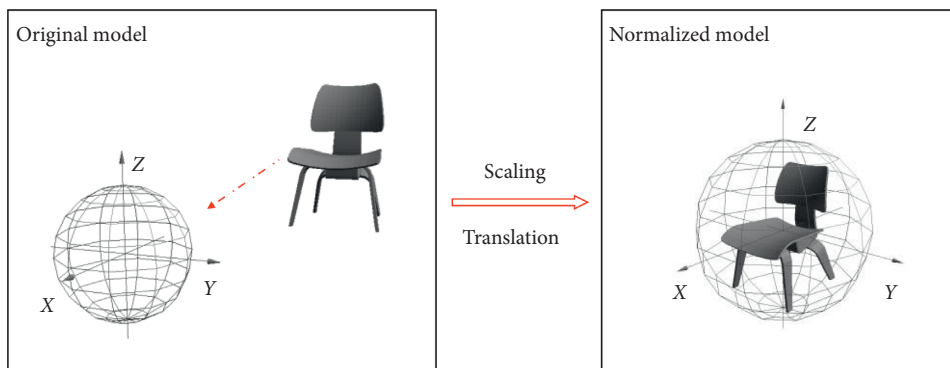 Original model
Z
X
Y
Scaling
Translation
Normalized model
Z
X
Y